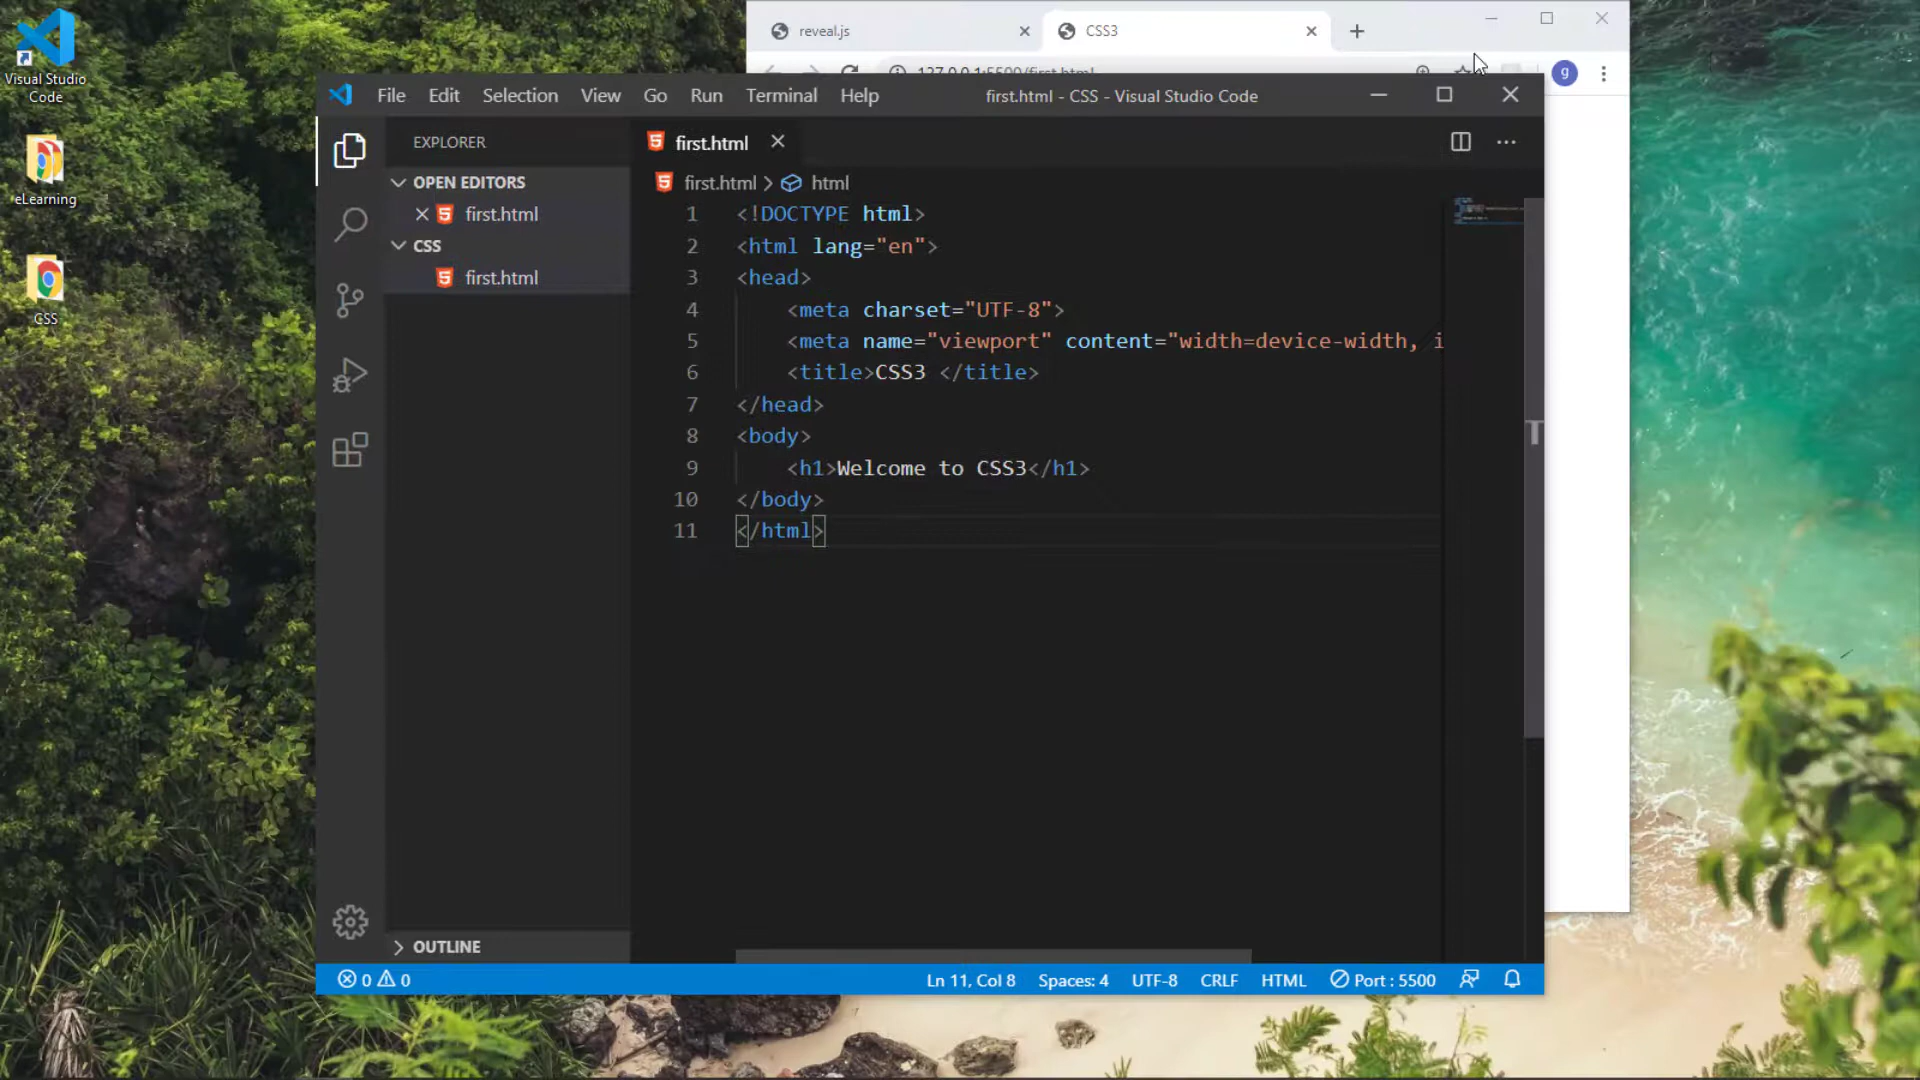 Visual Studio
Code
eLearning
CSS
reveal.js
CSS3
127.0.0.1:5500/first.html
g
File Edit Selection View Go Run Terminal Help
first.html - CSS - Visual Studio Code
EXPLORER
OPEN EDITORS
first.html
CSS
first.html
OUTLINE
first.html
first.html > html
1 <!DOCTYPE html>
2 <html lang="en">
3 <head>
4 <meta charset="UTF-8">
5 <meta name="viewport" content="width=device-width, i
6 <title>CSS3 </title>
7 </head>
8 <body>
9 <h1>Welcome to CSS3</h1>
10 </body>
11 </html>
T
0 0
Ln 11, Col 8 Spaces: 4 UTF-8 CRLF HTML Port : 5500